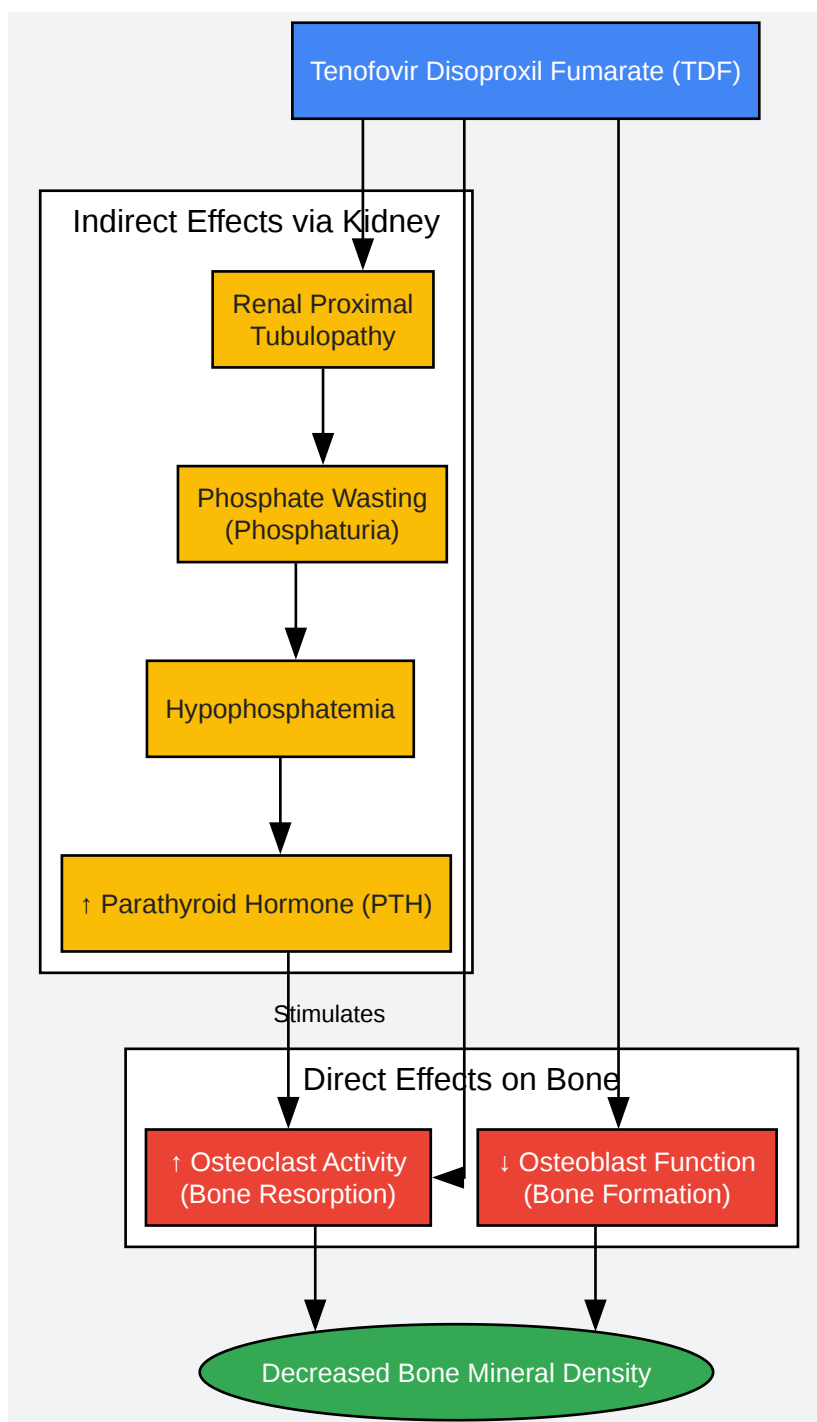 Tenofovir Disoproxil Fumarate (TDF)
Indirect Effects via Kidney
Renal Proximal
Tubulopathy
Phosphate Wasting
(Phosphaturia)
Hypophosphatemia
↑ Parathyroid Hormone (PTH)
Stimulates
Direct Effects on Bone
↑ Osteoclast Activity
(Bone Resorption)
↓ Osteoblast Function
(Bone Formation)
Decreased Bone Mineral Density